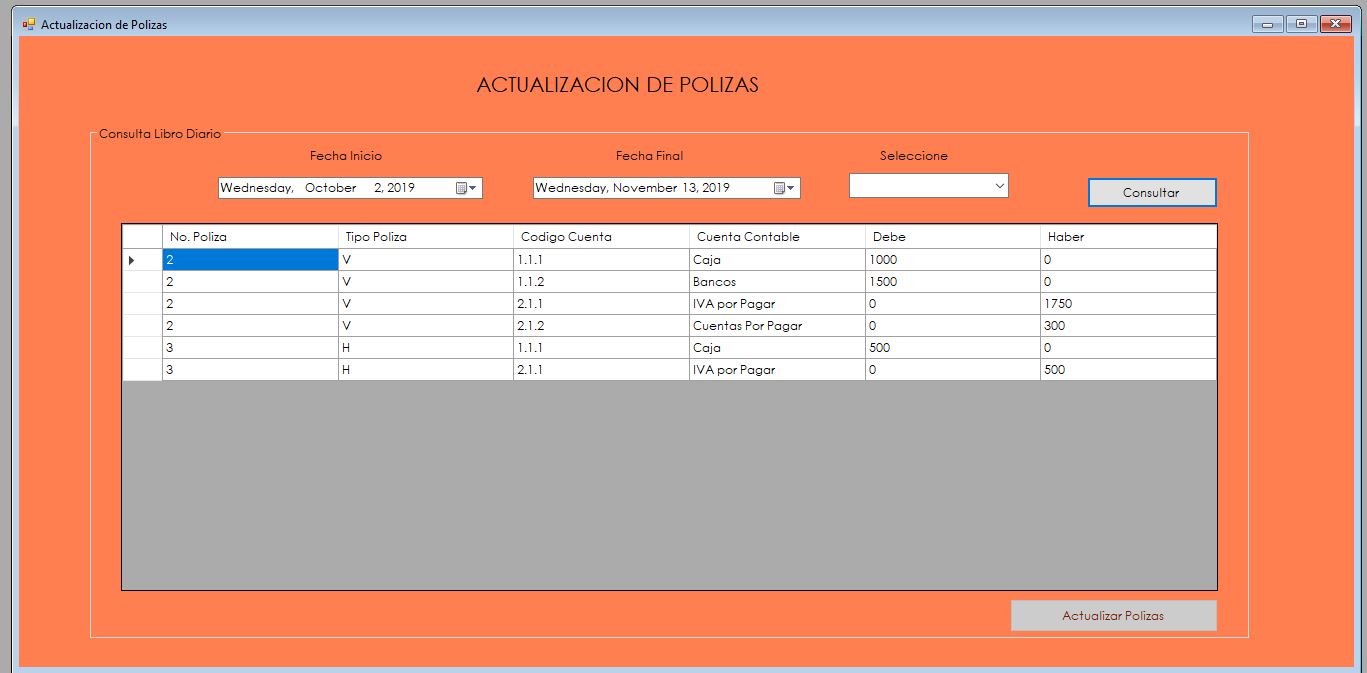 Actualizacion de Polizas
ACTUALIZACION DE POLIZAS
Consulta Libro Diario
Fecha Inicio Fecha Final Seleccione
Wednesday, October 2, 2019 Wednesday, November 13, 2019 Consultar
No. Poliza Tipo Poliza Codigo Cuenta Cuenta Contable Debe Haber
2 V 1.1.1 Caja 1000 0
2 V 1.1.2 Bancos 1500 0
2 V 2.1.1 IVA por Pagar 0 1750
2 V 2.1.2 Cuentas Por Pagar 0 300
3 H 1.1.1 Caja 500 0
3 H 2.1.1 IVA por Pagar 0 500
Actualizar Polizas